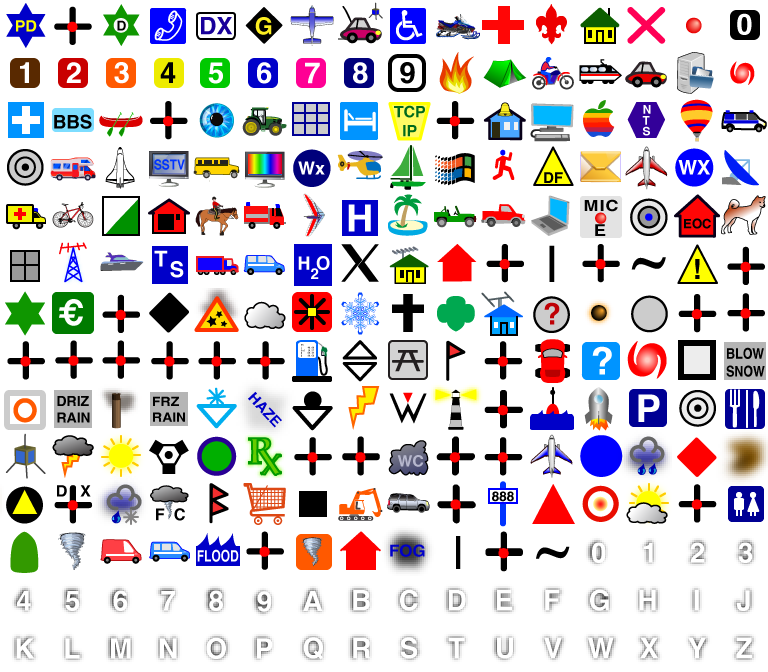 PD D DX G 0
1 2 3 4 5 6 7 8 9
BBS TCP IP NTS
SSTV Wx DF WX
H MIC E EOC
TS H2O !
€ ?
? BLOW SNOW
DRIZ RAIN FRZ RAIN HAZE W P
Rx WC
D X F C 888
FLOOD FOG 0 1 2 3
4 5 6 7 8 9 A B C D E F G H I J
K L M N O P Q R S T U V W X Y Z